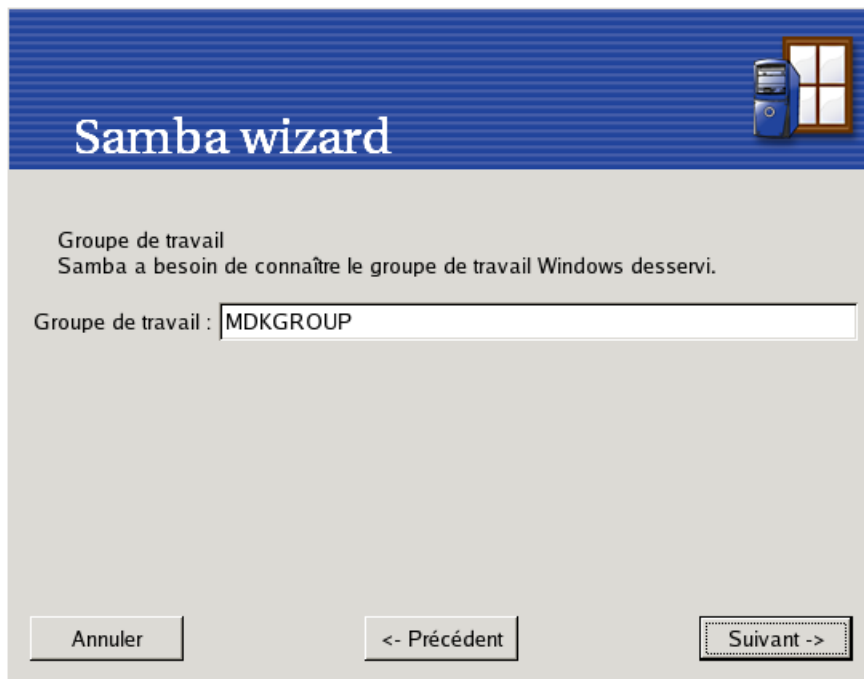 Samba wizard
Groupe de travail
Samba a besoin de connaître le groupe de travail Windows desservi.
Groupe de travail : MDKGROUP
Annuler
<- Précédent
Suivant ->